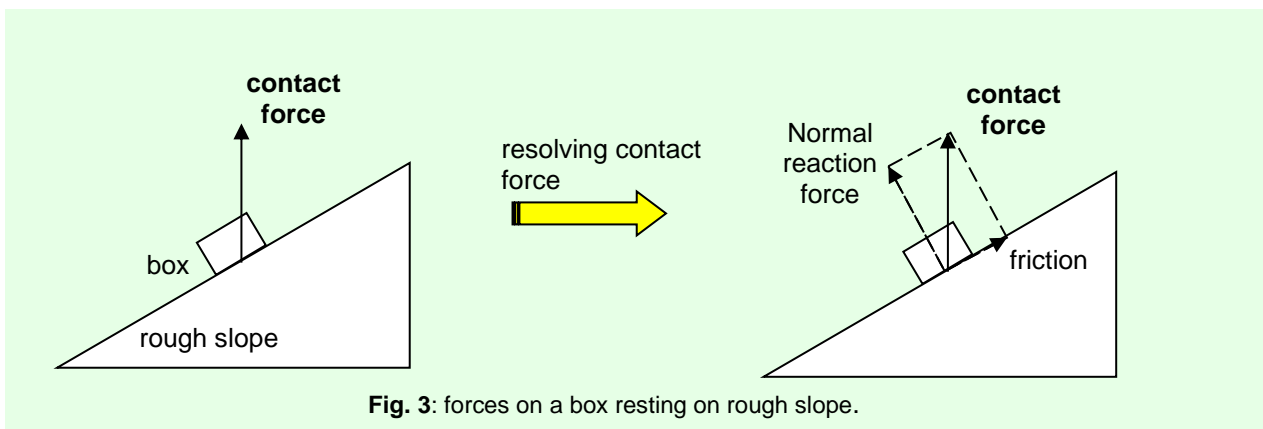 contact
force
box
rough slope
resolving contact
force
contact
force
Normal
reaction
force
friction
Fig. 3: forces on a box resting on rough slope.